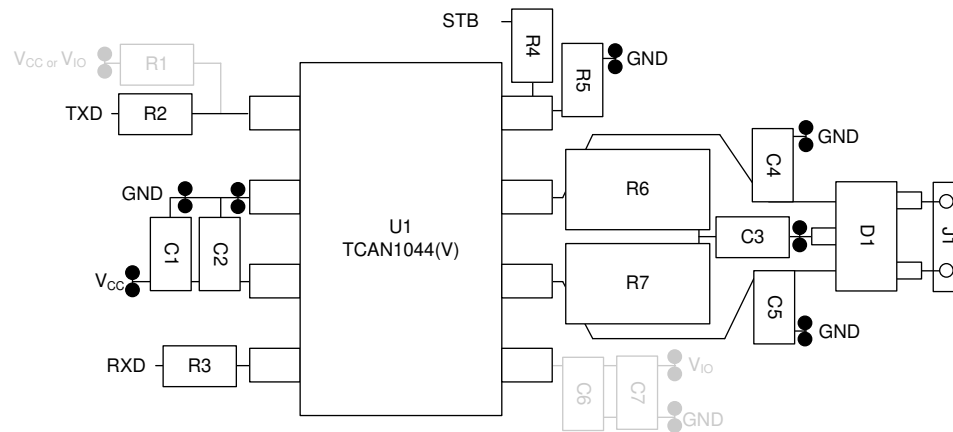 STB
R4
R5
GND
VCC or VIO
R1
TXD
R2
GND
C1
C2
VCC
RXD
R3
U1
TCAN1044(V)
R6
R7
C4
GND
C3
D1
J1
C5
GND
C6
C7
VIO
GND